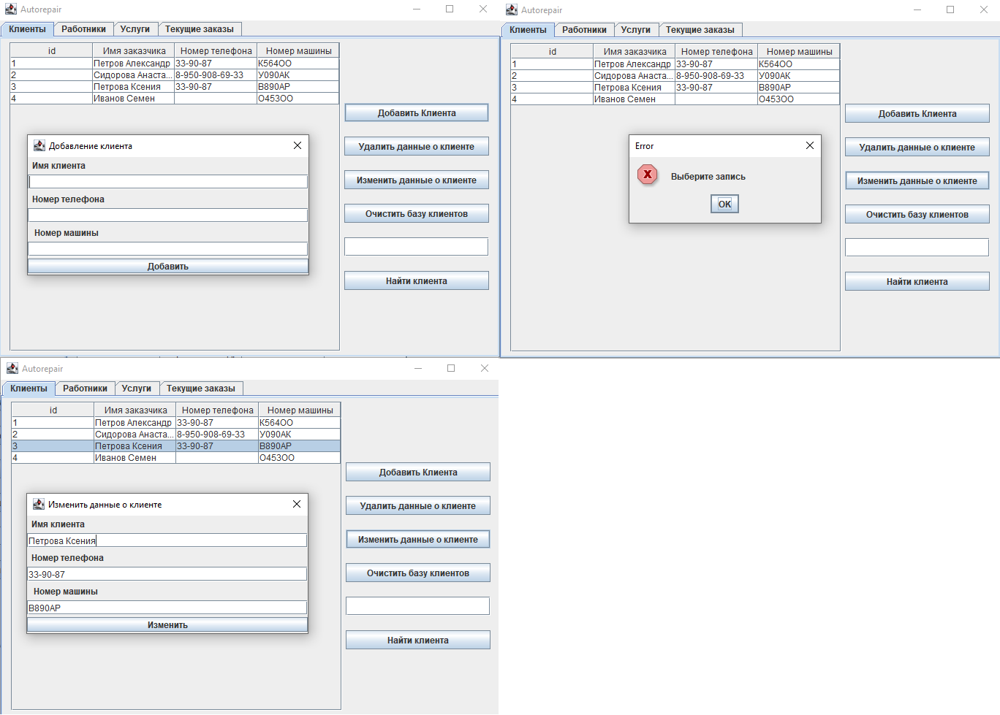 Autorepair
Клиенты Работники Услуги Текущие заказы
id Имя заказчика Номер телефона Номер машины
1 Петров Александр 33-90-87 К564ОО
2 Сидорова Анаста... 8-950-908-69-33 У090АК
3 Петрова Ксения 33-90-87 В890АР
4 Иванов Семен О453ОО
Добавить Клиента
Удалить данные о клиенте
Изменить данные о клиенте
Очистить базу клиентов
Найти клиента
Добавление клиента
Имя клиента
Номер телефона
Номер машины
Добавить
Autorepair
Клиенты Работники Услуги Текущие заказы
id Имя заказчика Номер телефона Номер машины
1 Петров Александр 33-90-87 К564ОО
2 Сидорова Анаста... 8-950-908-69-33 У090АК
3 Петрова Ксения 33-90-87 В890АР
4 Иванов Семен О453ОО
Добавить Клиента
Удалить данные о клиенте
Изменить данные о клиенте
Очистить базу клиентов
Найти клиента
Error
Выберите запись
OK
Autorepair
Клиенты Работники Услуги Текущие заказы
id Имя заказчика Номер телефона Номер машины
1 Петров Александр 33-90-87 К564ОО
2 Сидорова Анаста... 8-950-908-69-33 У090АК
3 Петрова Ксения 33-90-87 В890АР
4 Иванов Семен О453ОО
Добавить Клиента
Удалить данные о клиенте
Изменить данные о клиенте
Очистить базу клиентов
Найти клиента
Изменить данные о клиенте
Имя клиента
Петрова Ксения
Номер телефона
33-90-87
Номер машины
В890АР
Изменить